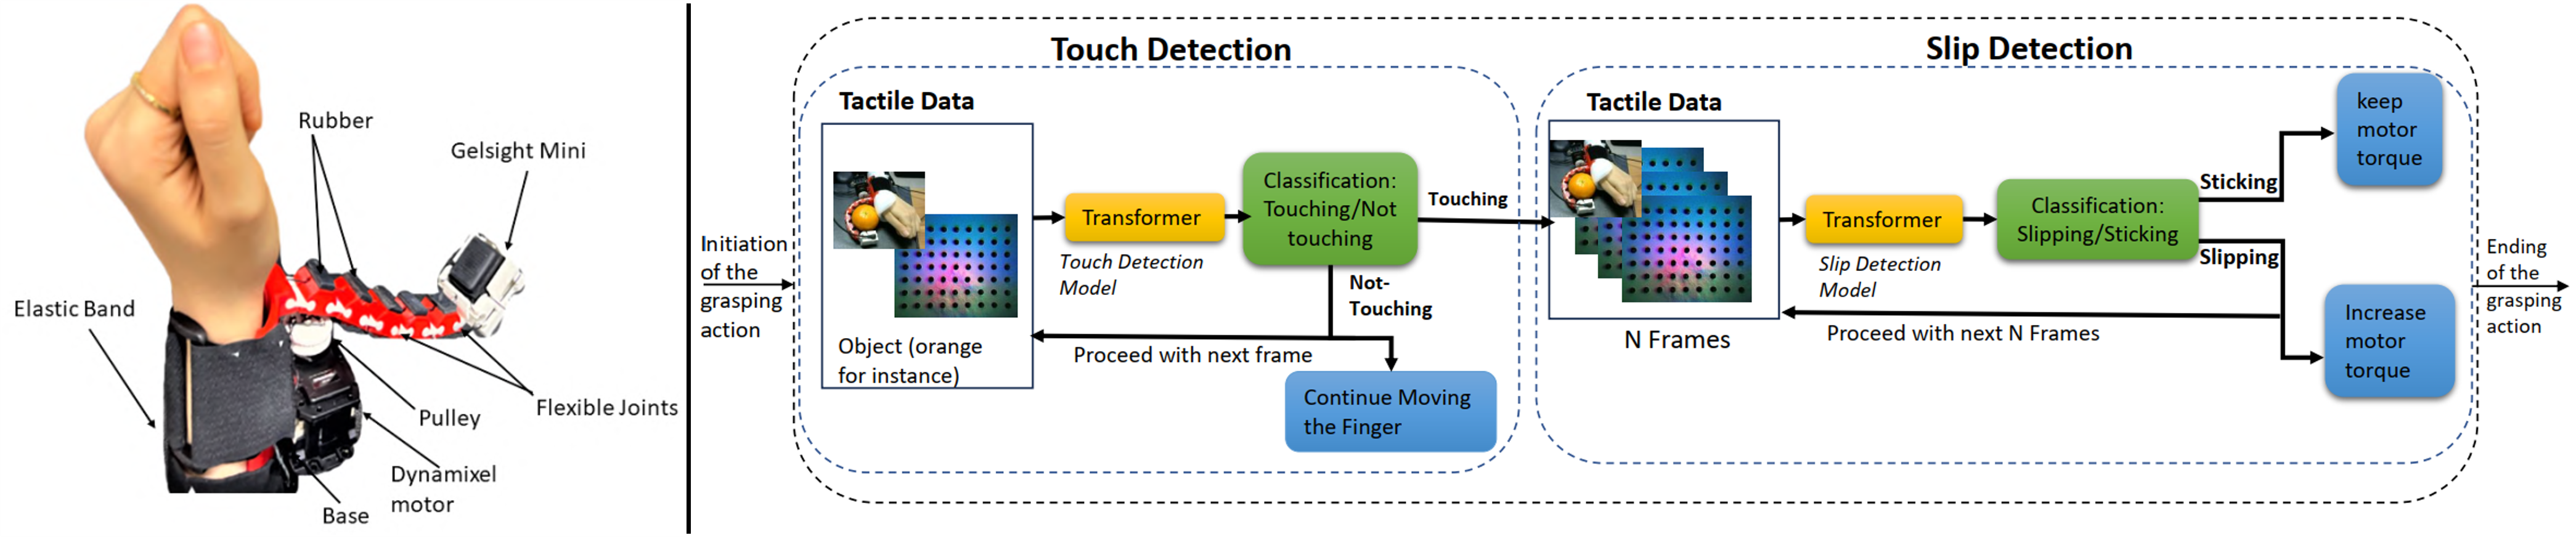 Rubber
Gelsight Mini
Elastic Band
Flexible Joints
Pulley
Dynamixel
motor
Base
Initiation
of the
grasping
action
Touch Detection
Tactile Data
Object (orange
for instance)
Transformer
Touch Detection
Model
Classification:
Touching/Not
touching
Touching
Not-
Touching
Proceed with next frame
Continue Moving
the Finger
Slip Detection
Tactile Data
N Frames
Transformer
Slip Detection
Model
Classification:
Slipping/Sticking
Sticking
Slipping
keep
motor
torque
Increase
motor
torque
Proceed with next N Frames
Ending
of the
grasping
action